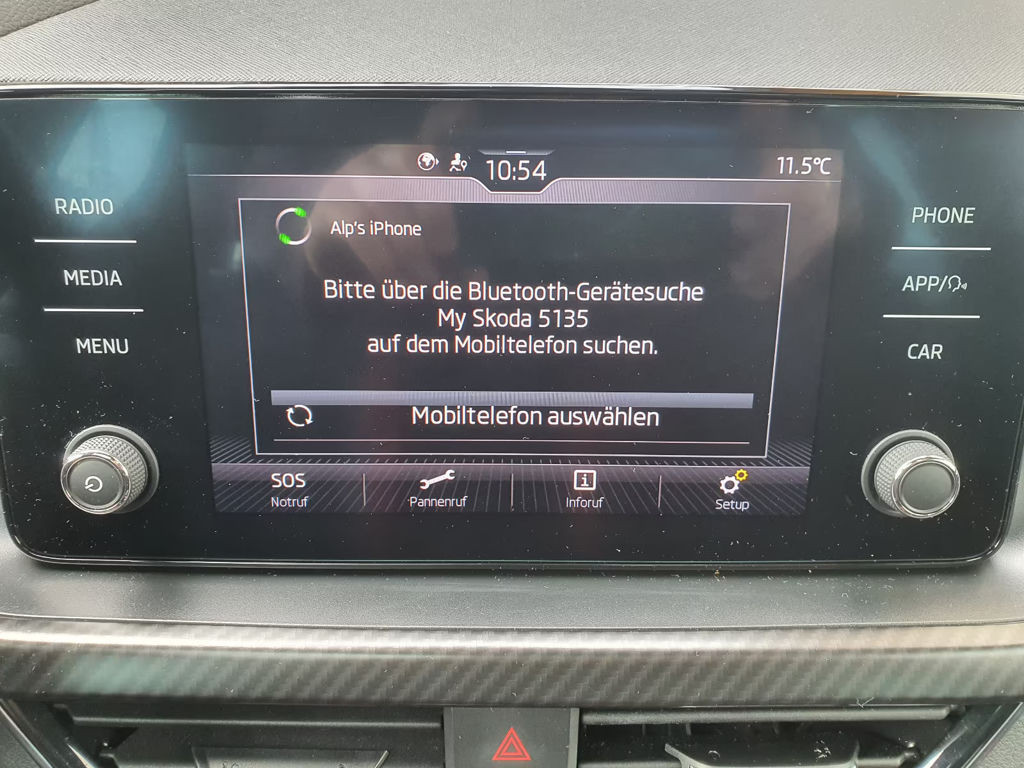 10:54
11.5°C
RADIO
MEDIA
MENU
Alp's iPhone
Bitte über die Bluetooth-Gerätesuche
My Skoda 5135
auf dem Mobiltelefon suchen.
Mobiltelefon auswählen
SOS
Notruf
Pannenruf
i
Inforuf
Setup
PHONE
APP/
CAR